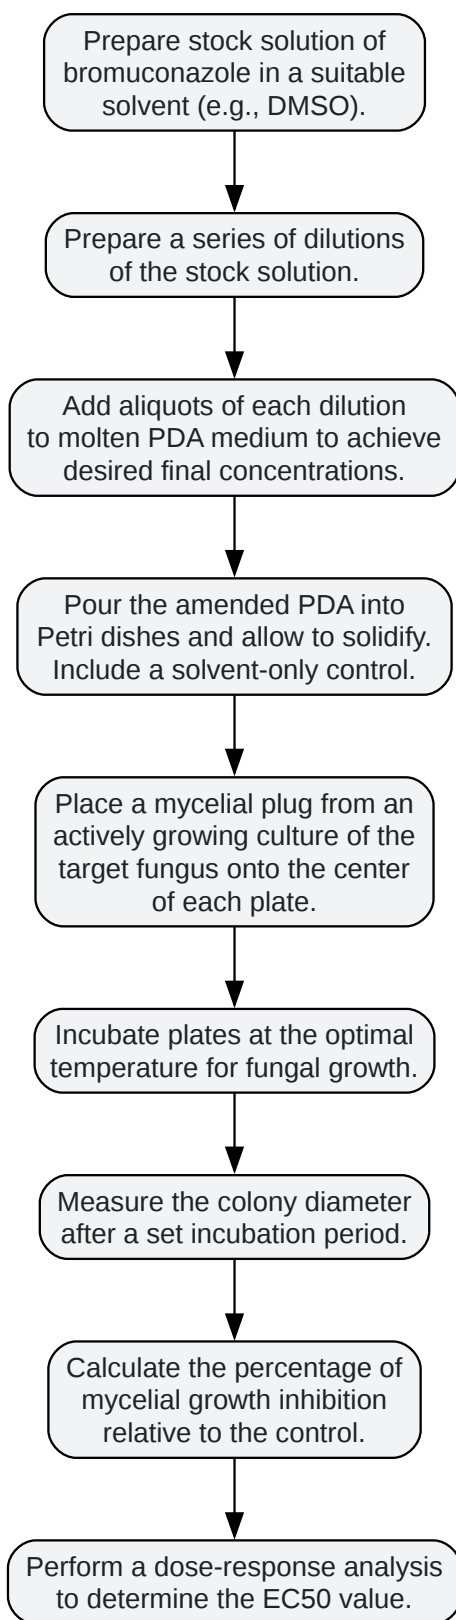 Prepare stock solution of
bromuconazole in a suitable
solvent (e.g., DMSO).
Prepare a series of dilutions
of the stock solution.
Add aliquots of each dilution
to molten PDA medium to achieve
desired final concentrations.
Pour the amended PDA into
Petri dishes and allow to solidify.
Include a solvent-only control.
Place a mycelial plug from an
actively growing culture of the
target fungus onto the center
of each plate.
Incubate plates at the optimal
temperature for fungal growth.
Measure the colony diameter
after a set incubation period.
Calculate the percentage of
mycelial growth inhibition
relative to the control.
Perform a dose-response analysis
to determine the EC50 value.